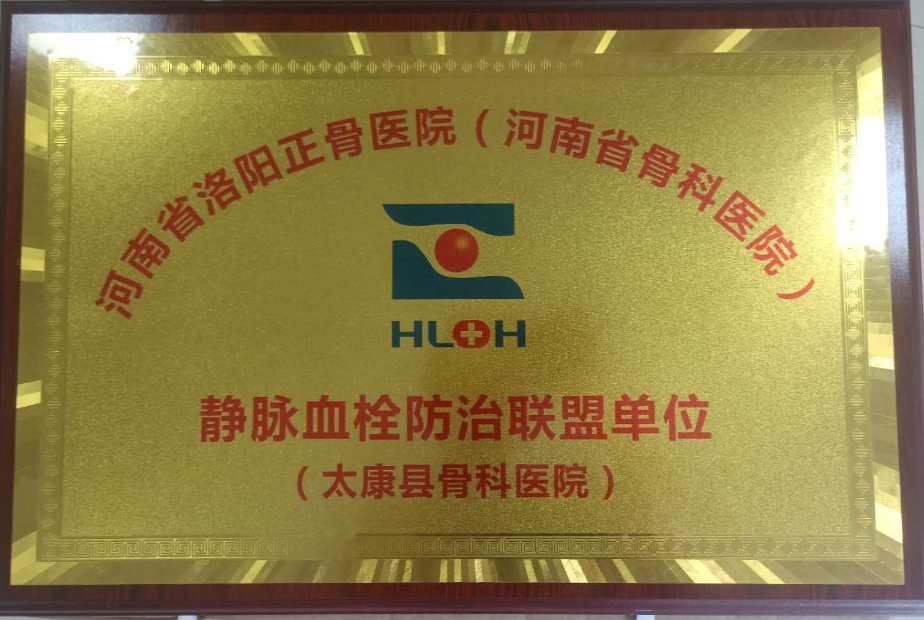 河南省洛阳正骨医院（河南省骨科医院）
HLOH
静脉血栓防治联盟单位
（太康县骨科医院）